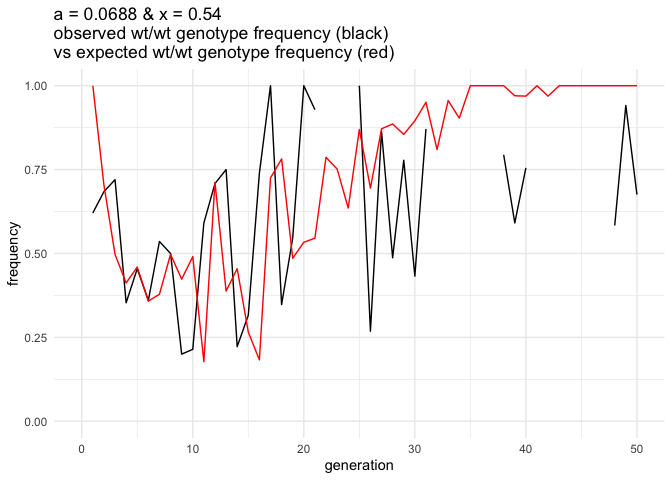 a = 0.0688 & x = 0.54
observed wt/wt genotype frequency (black)
vs expected wt/wt genotype frequency (red)
1.00
0.75
0.50
0.25
0.00
frequency
0
10
20
30
40
50
generation